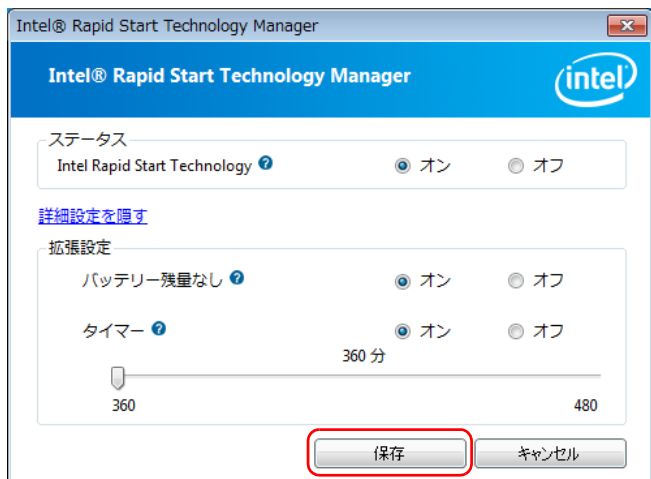 Intel® Rapid Start Technology Manager
Intel® Rapid Start Technology Manager
intel
ステータス
Intel Rapid Start Technology ? オン オフ
詳細設定を隠す
拡張設定
バッテリー残量なし ? オン オフ
タイマー ? オン オフ
360 分
360 480
保存 キャンセル